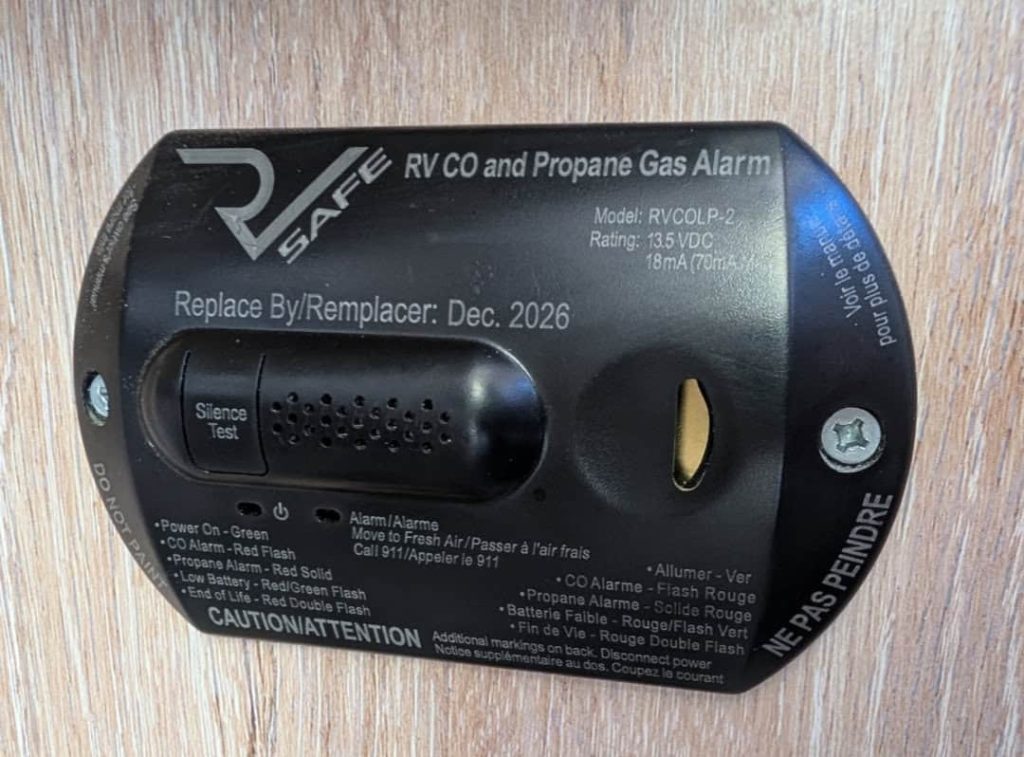 RV SAFE
RV CO and Propane Gas Alarm
Model: RVCOLP-2
Rating: 13.5 VDC
18mA (70mA
Voir le manu
pour plus de
Replace By/Remplacer: Dec. 2026
Silence
Test
Alarm/Alarme
Move to Fresh Air/Passer à l'air frais
Call 911/Appeler le 911
•Power On - Green
•CO Alarm - Red Flash
•Propane Alarm - Red Solid
•Low Battery - Red/Green Flash
•End of Life - Red Double Flash
•Allumer - Ver
•CO Alarme - Flash Rouge
•Propane Alarme - Solide Rouge
•Batterie Faible - Rouge/Flash Vert
•Fin de Vie - Rouge Double Flash
DO NOT PAINT
NE PAS PEINDRE
CAUTION/ATTENTION
Additional markings on back. Disconnect power
Notice supplémentaire au dos. Coupez le courant